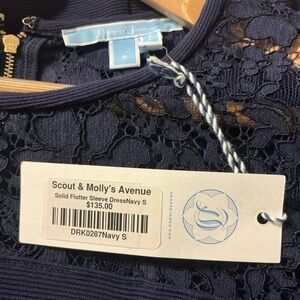 Scout & Molly's Avenue
Solid Flutter Sleeve DressNavy S
$135.00
DRK0287Navy S